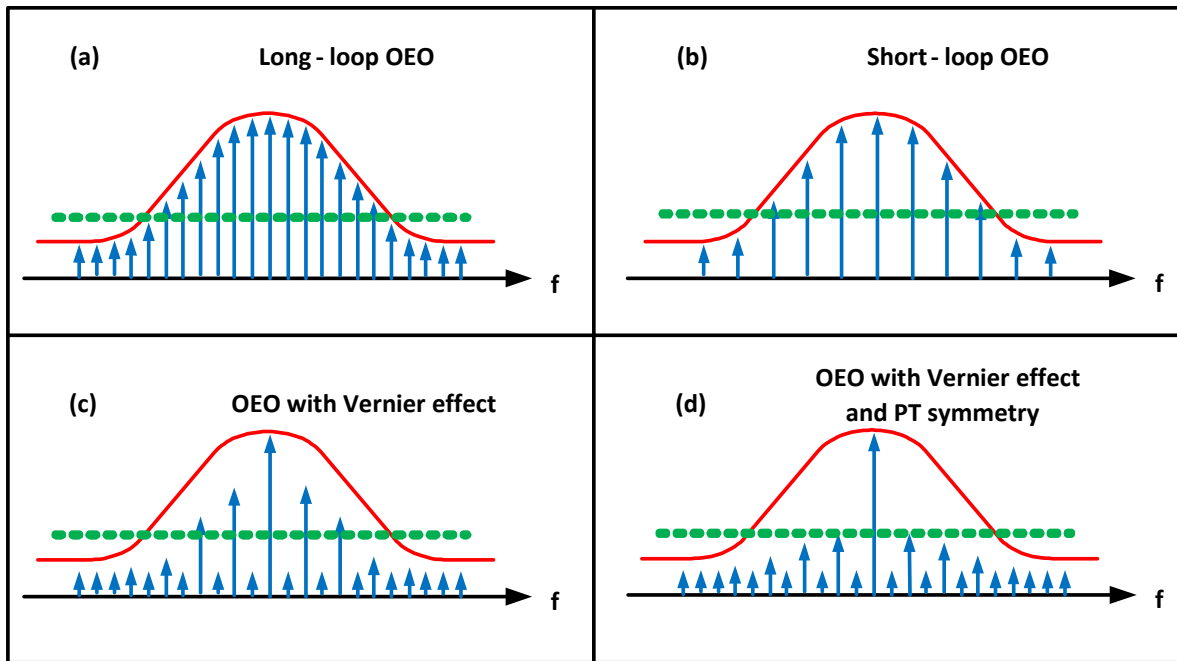 (a) Long - loop OEO
f
(b) Short - loop OEO
f
(c) OEO with Vernier effect
f
(d) OEO with Vernier effect
and PT symmetry
f